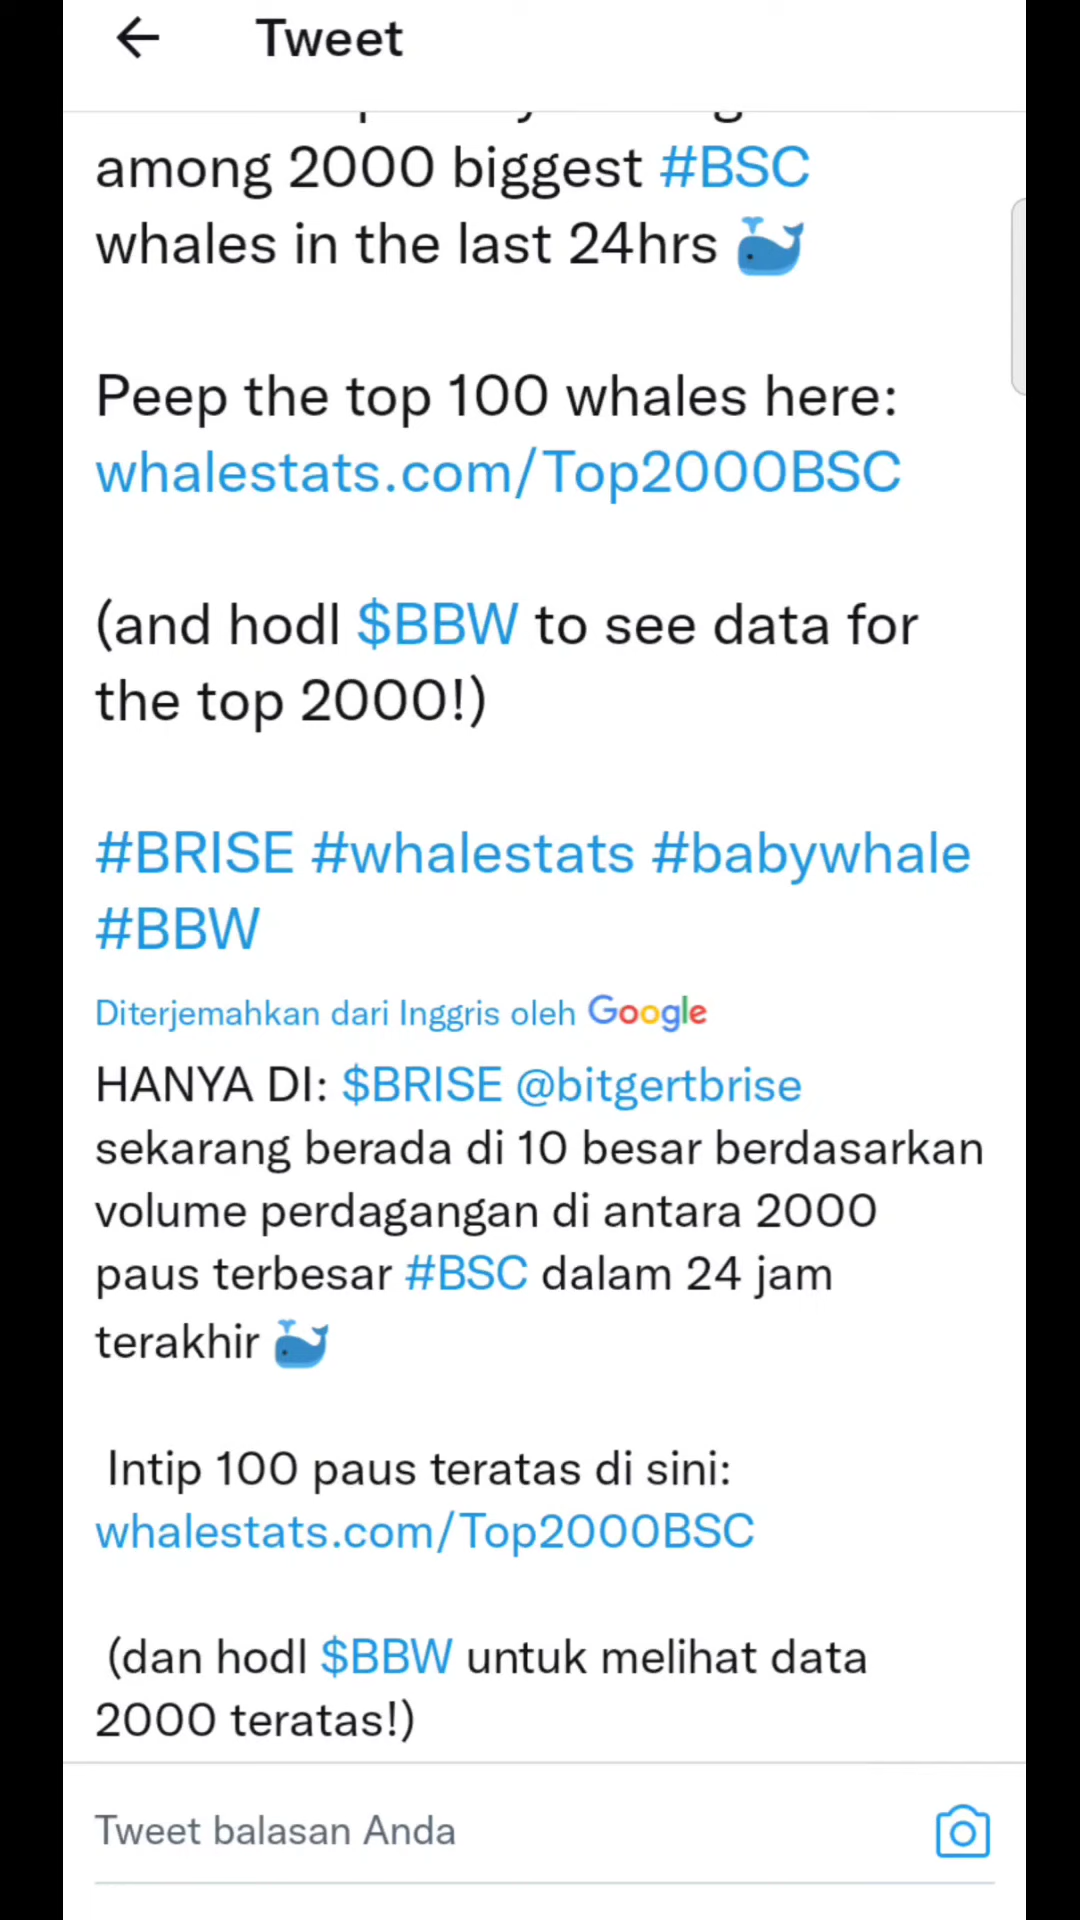 Tweet
among 2000 biggest #BSC
whales in the last 24hrs 🐳
Peep the top 100 whales here:
whalestats.com/Top2000BSC
(and hodl $BBW to see data for
the top 2000!)
#BRISE #whalestats #babywhale
#BBW
Diterjemahkan dari Inggris oleh Google
HANYA DI: $BRISE @bitgertbrise
sekarang berada di 10 besar berdasarkan
volume perdagangan di antara 2000
paus terbesar #BSC dalam 24 jam
terakhir 🐳
Intip 100 paus teratas di sini:
whalestats.com/Top2000BSC
(dan hodl $BBW untuk melihat data
2000 teratas!)
Tweet balasan Anda